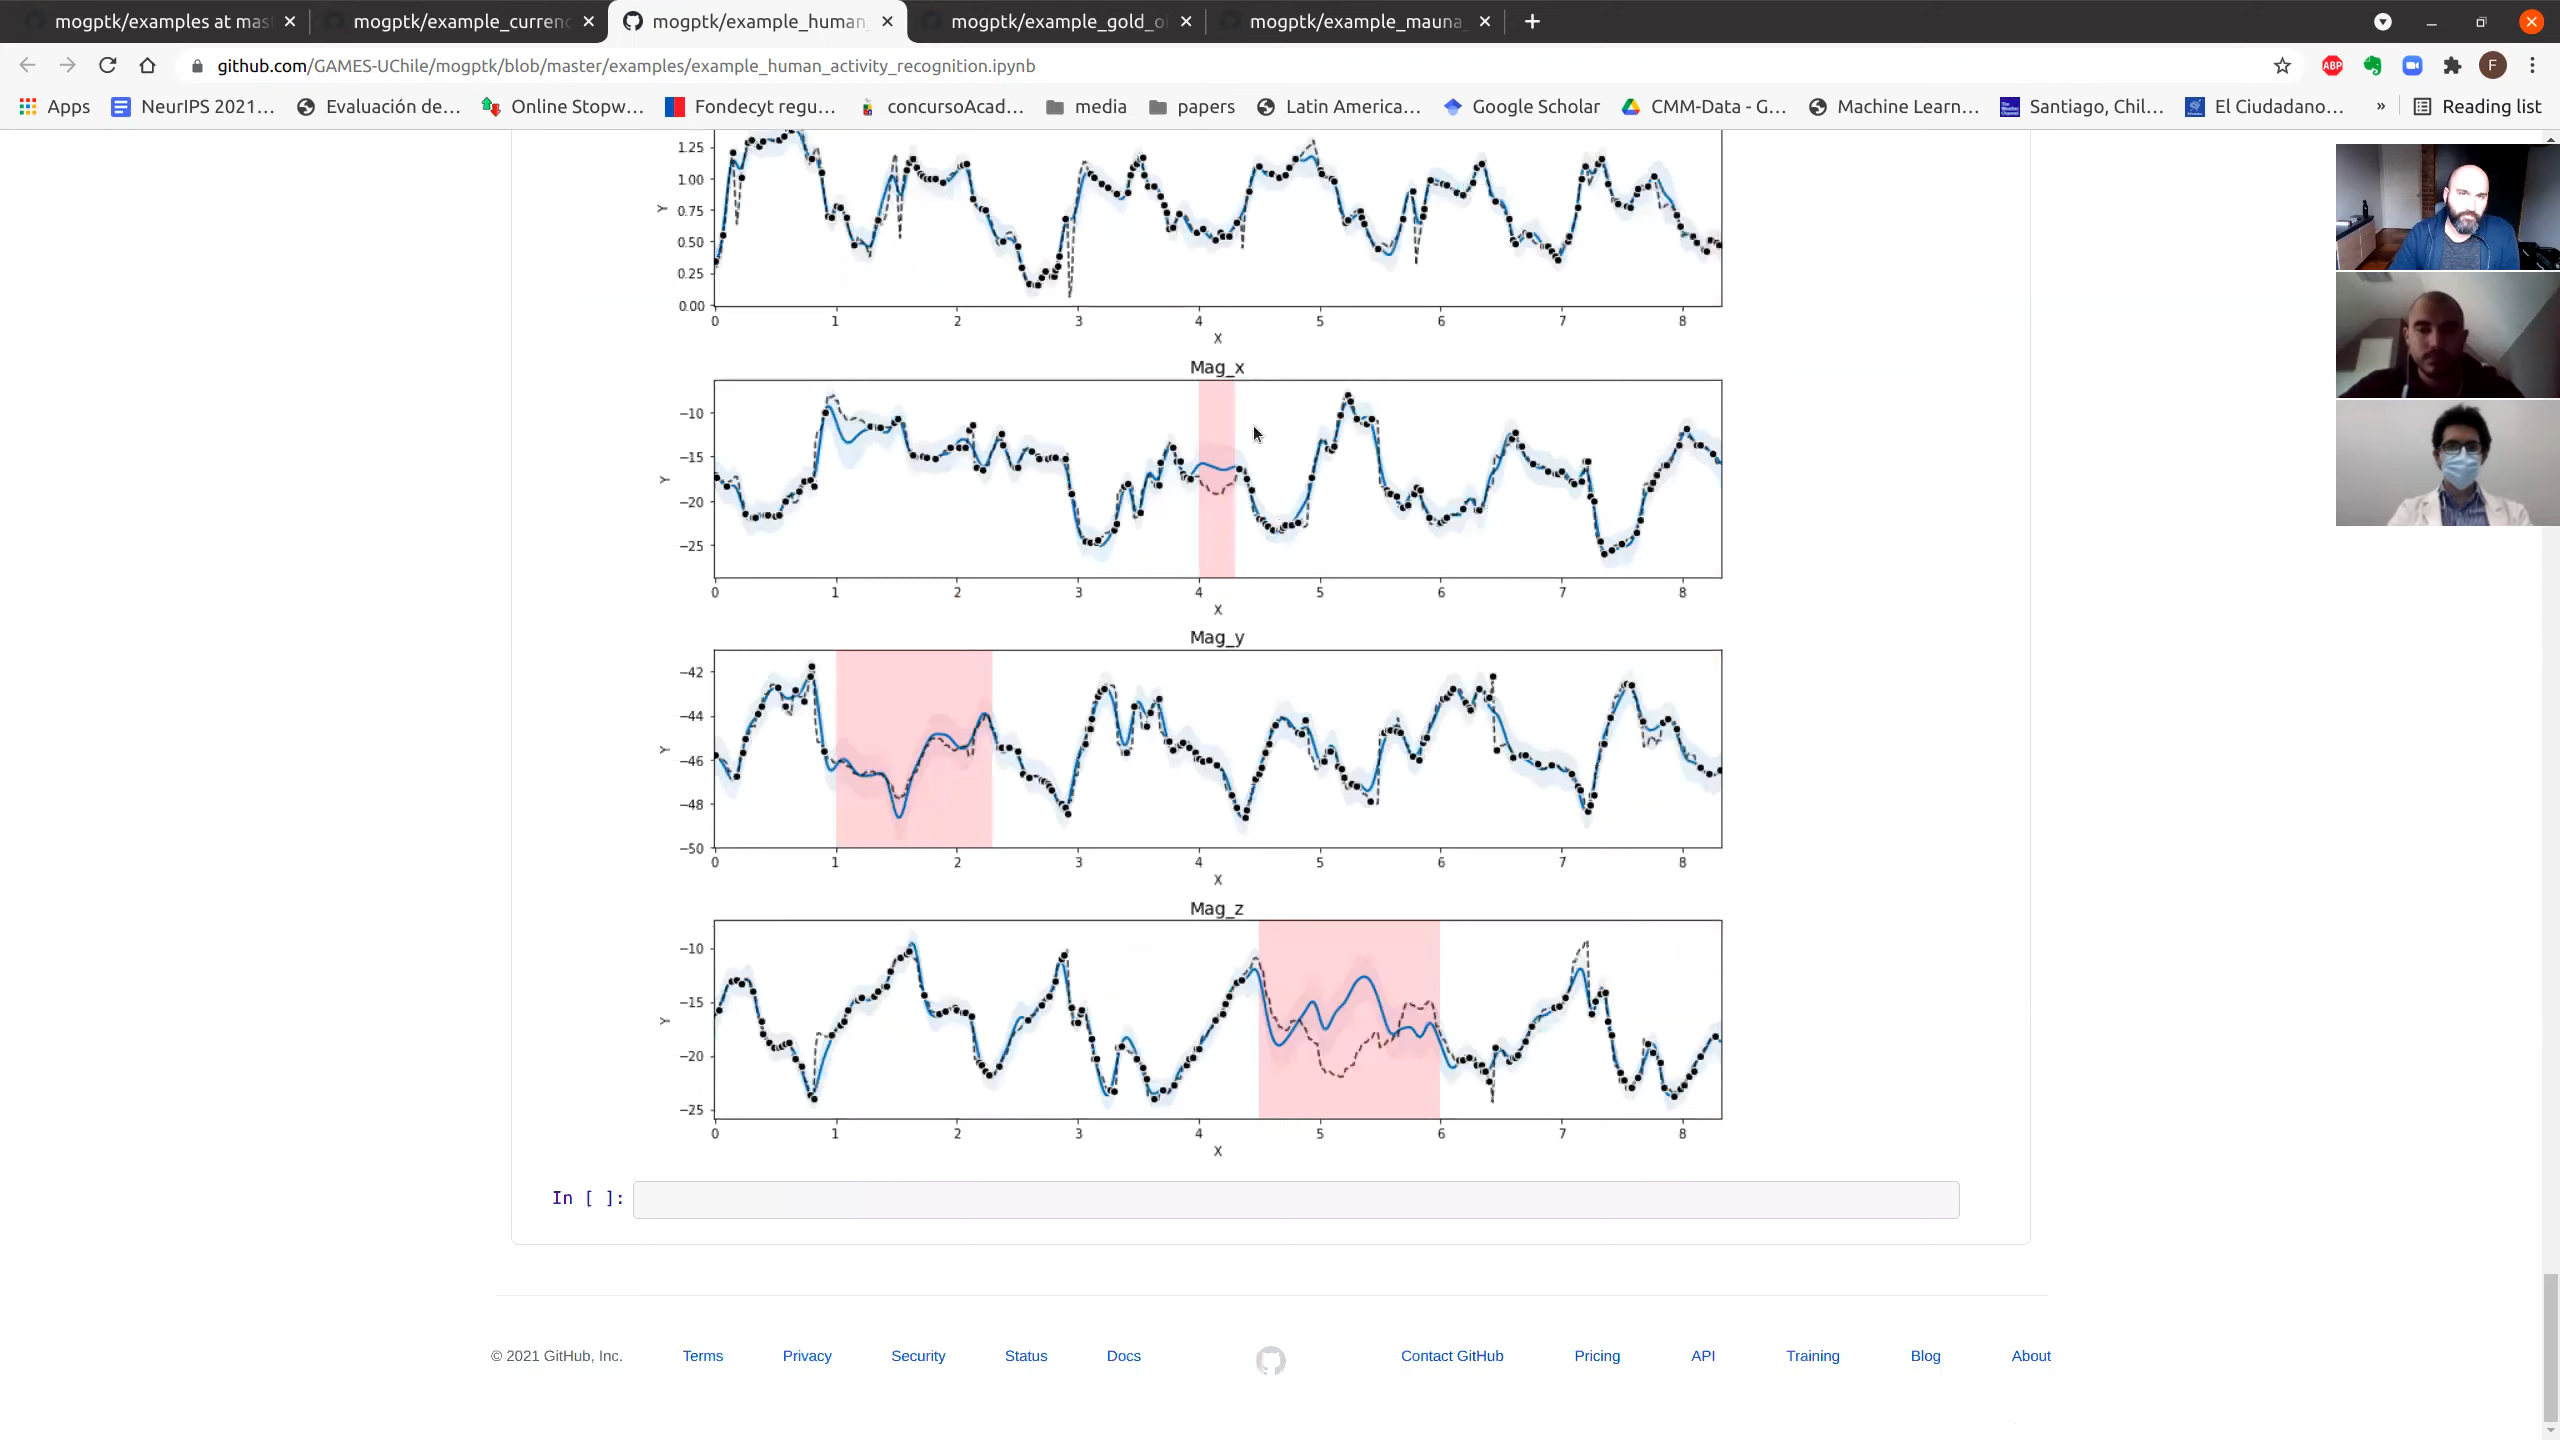 mogptk/examples at mas
mogptk/example_currenc
mogptk/example_human_
mogptk/example_gold_o
mogptk/example_mauna_
github.com/GAMES-UChile/mogptk/blob/master/examples/example_human_activity_recognition.ipynb
ABP
F
Apps
NeurIPS 2021...
Evaluación de...
Online Stopw...
Fondecyt regu...
concursoAcad...
media
papers
Latin America...
Google Scholar
CMM-Data - G...
Machine Learn...
Santiago, Chil...
El Ciudadano...
»
Reading list
1.25
1.00
0.75
0.50
0.25
0.00
Y
0 1 2 3 4 5 6 7 8
X
Mag_x
−10
−15
−20
−25
Y
0 1 2 3 4 5 6 7 8
X
Mag_y
−42
−44
−46
−48
−50
Y
0 1 2 3 4 5 6 7 8
X
Mag_z
−10
−15
−20
−25
Y
0 1 2 3 4 5 6 7 8
X
In [ ]:
© 2021 GitHub, Inc.
Terms
Privacy
Security
Status
Docs
Contact GitHub
Pricing
API
Training
Blog
About